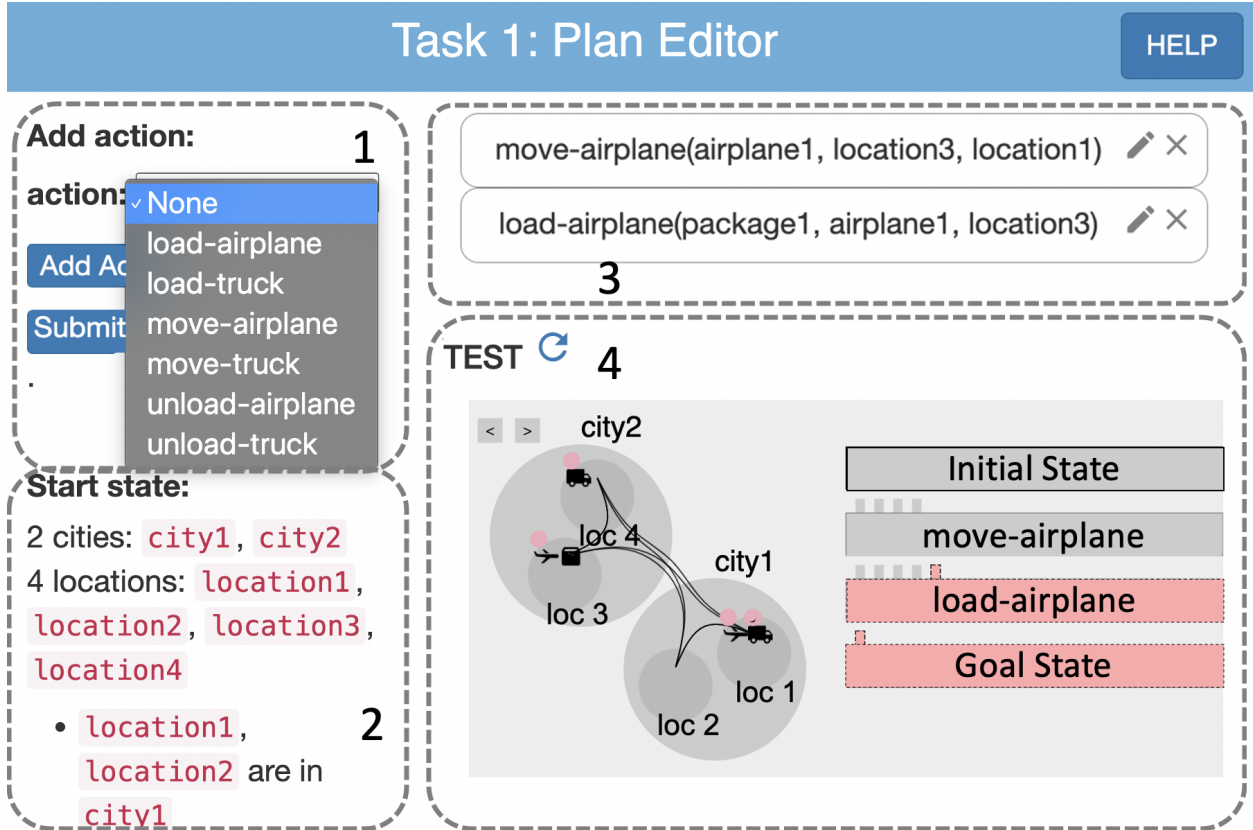 Task 1: Plan Editor
HELP
Add action:
1
action:
✓ None
load-airplane
load-truck
move-airplane
move-truck
unload-airplane
unload-truck
Add Ac
Submit
.
Start state:
2 cities: city1, city2
4 locations: location1,
location2, location3,
location4
• location1,
location2 are in
city1
2
move-airplane(airplane1, location3, location1)
load-airplane(package1, airplane1, location3)
3
TEST
4
< >
city2
loc 4
loc 3
city1
loc 1
loc 2
Initial State
move-airplane
load-airplane
Goal State